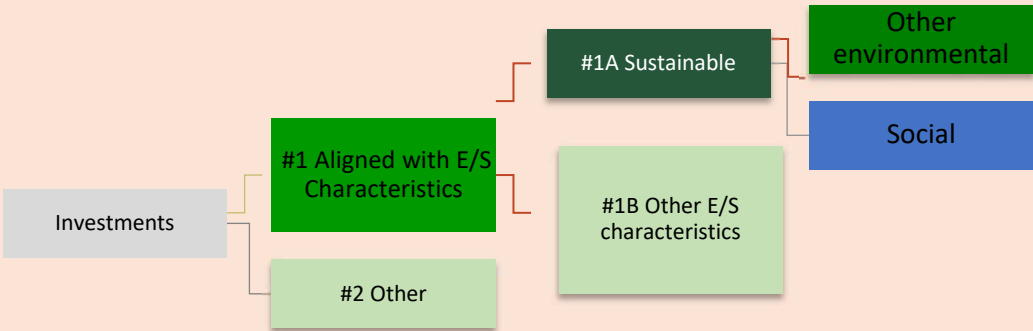 Investments
#1 Aligned with E/S
Characteristics
#2 Other
#1A Sustainable
#1B Other E/S
characteristics
Other
environmental
Social